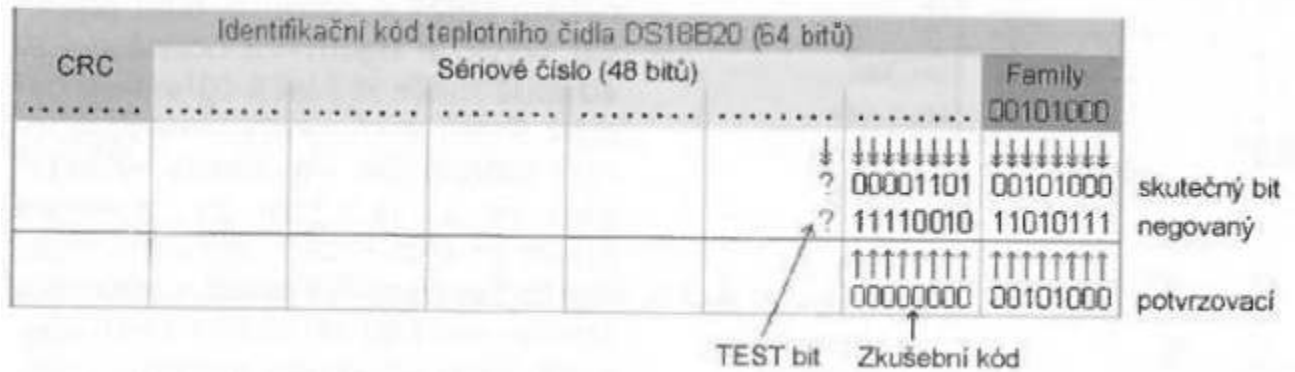 Identifikační kód teplotního čidla DS18B20 (64 bitů)
CRC Sériové číslo (48 bitů) Family
........ ........ ........ ........ ........ ........ ........ 00101000
↓ ↓↓↓↓↓↓↓↓ ↓↓↓↓↓↓↓↓
? 00001101 00101000 skutečný bit
? 11110010 11010111 negovaný
↑↑↑↑↑↑↑↑ ↑↑↑↑↑↑↑↑
00000000 00101000 potvrzovací
TEST bit Zkušební kód